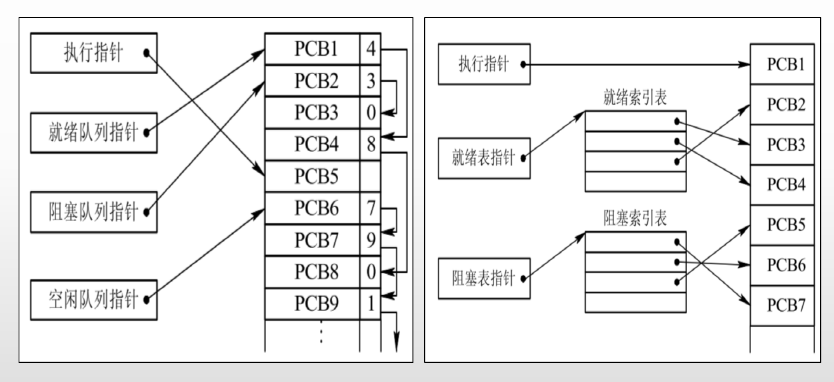 执行指针
就绪队列指针
阻塞队列指针
空闲队列指针
PCB1 4
PCB2 3
PCB3 0
PCB4 8
PCB5
PCB6 7
PCB7 9
PCB8 0
PCB9 1
执行指针
就绪索引表
就绪表指针
阻塞索引表
阻塞表指针
PCB1
PCB2
PCB3
PCB4
PCB5
PCB6
PCB7